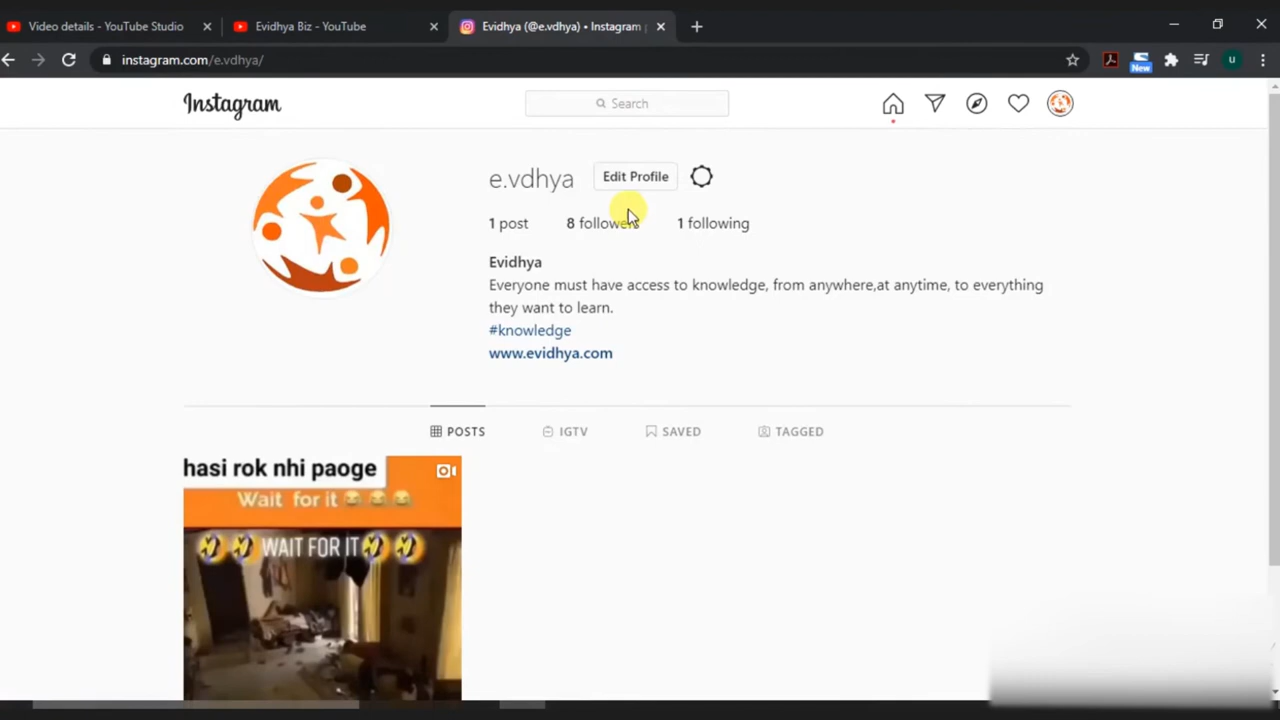 Video details - YouTube Studio
Evidhya Biz - YouTube
Evidhya (@e.vdhya) • Instagram
instagram.com/e.vdhya/
New
u
Instagram
Search
e.vdhya
Edit Profile
1 post
8 followers
1 following
Evidhya
Everyone must have access to knowledge, from anywhere,at anytime, to everything
they want to learn.
#knowledge
www.evidhya.com
POSTS
IGTV
SAVED
TAGGED
hasi rok nhi paoge
Wait for it 😂 😂 😂
🤣 🤣 WAIT FOR IT 🤣 🤣